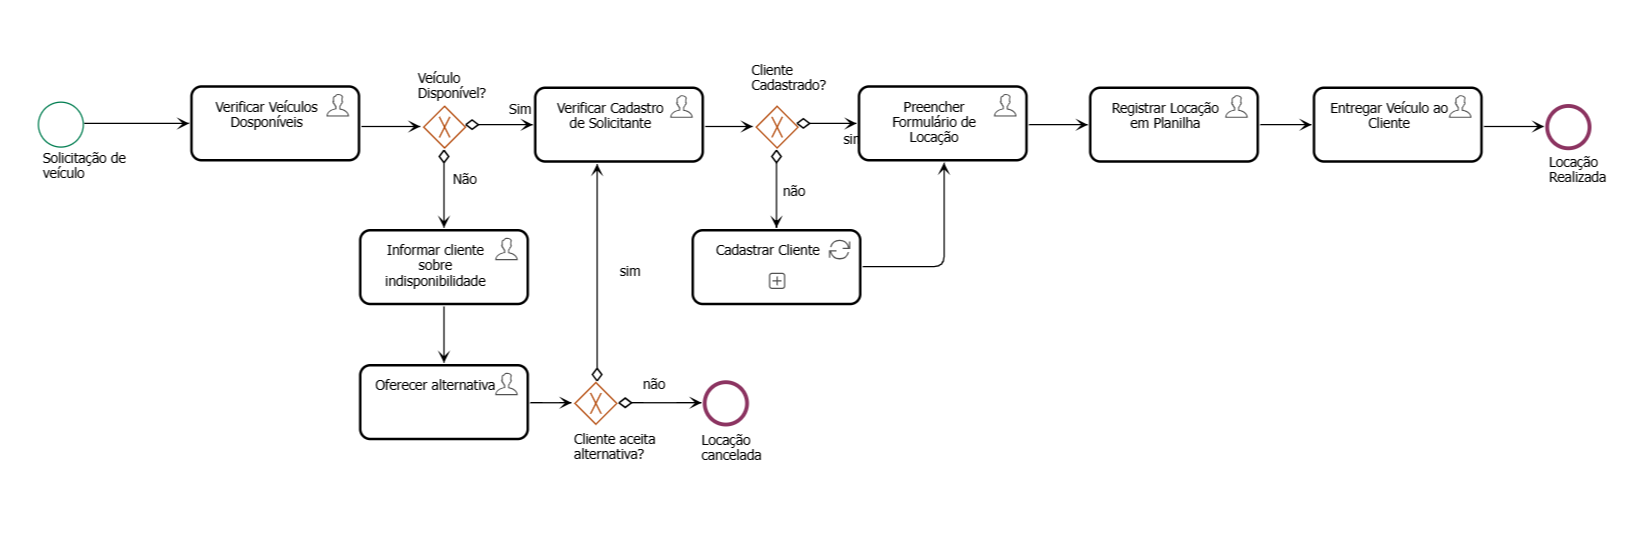 Solicitação de
veículo
Verificar Veículos
Dosponíveis
Veículo
Disponível?
Sim
Não
Verificar Cadastro
de Solicitante
Cliente
Cadastrado?
sir
não
Preencher
Formulário de
Locação
Registrar Locação
em Planilha
Entregar Veículo ao
Cliente
Locação
Realizada
Informar cliente
sobre
indisponibilidade
sim
Cadastrar Cliente
Oferecer alternativa
Cliente aceita
alternativa?
não
Locação
cancelada